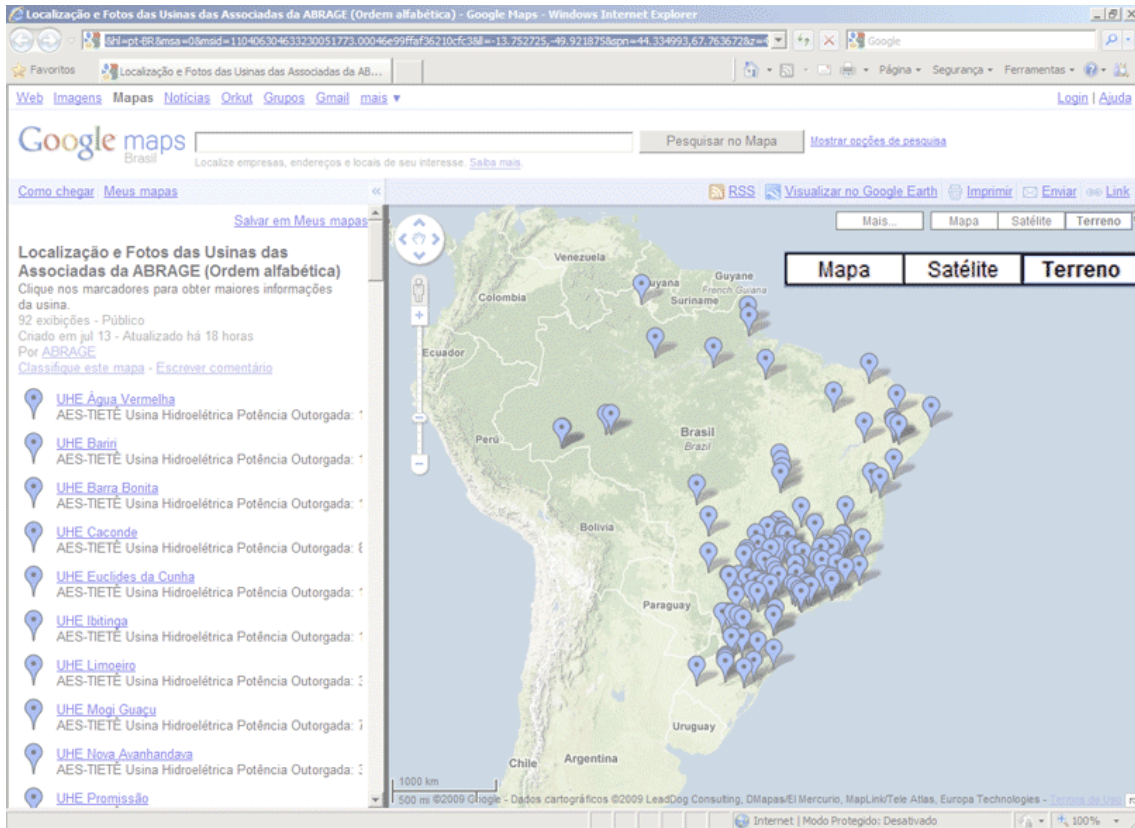 Localização e Fotos das Usinas das Associadas da ABRAGE (Ordem alfabética) - Google Maps - Windows Internet Explorer
Google
Favoritos
Localização e Fotos das Usinas das Associadas da AB...
Página Segurança Ferramentas
Web Imagens Mapas Notícias Orkut Grupos Gmail mais ▼
Login | Ajuda
Google maps
Brasil
Pesquisar no Mapa
Mostrar opções de pesquisa
Localize empresas, endereços e locais de seu interesse. Saiba mais.
Como chegar Meus mapas «
RSS Visualizar no Google Earth Imprimir Enviar Link
Salvar em Meus mapas
Localização e Fotos das Usinas das
Associadas da ABRAGE (Ordem alfabética)
Clique nos marcadores para obter maiores informações
da usina.
92 exibições - Público
Criado em jul 13 - Atualizado há 18 horas
Por ABRAGE
Classifique este mapa - Escrever comentário
UHE Água Vermelha
AES-TIETÊ Usina Hidroelétrica Potência Outorgada:
UHE Bariri
AES-TIETÊ Usina Hidroelétrica Potência Outorgada:
UHE Barra Bonita
AES-TIETÊ Usina Hidroelétrica Potência Outorgada:
UHE Caconde
AES-TIETÊ Usina Hidroelétrica Potência Outorgada:
UHE Euclides da Cunha
AES-TIETÊ Usina Hidroelétrica Potência Outorgada:
UHE Ibitinga
AES-TIETÊ Usina Hidroelétrica Potência Outorgada:
UHE Limoeiro
AES-TIETÊ Usina Hidroelétrica Potência Outorgada:
UHE Mogi Guaçu
AES-TIETÊ Usina Hidroelétrica Potência Outorgada:
UHE Nova Avanhandava
AES-TIETÊ Usina Hidroelétrica Potência Outorgada:
UHE Promissão
Mais... Mapa Satélite Terreno
Mapa Satélite Terreno
Venezuela
Guyana
Guyane
French Guiana
Suriname
Colombia
Ecuador
Perú
Brasil
Brazil
Bolivia
Paraguay
Uruguay
Chile
Argentina
1000 km
500 mi ©2009 Google - Dados cartográficos ©2009 LeadDog Consulting, DMapas/El Mercurio, MapLink/Tele Atlas, Europa Technologies - Termos de Uso
Internet | Modo Protegido: Desativado
100%